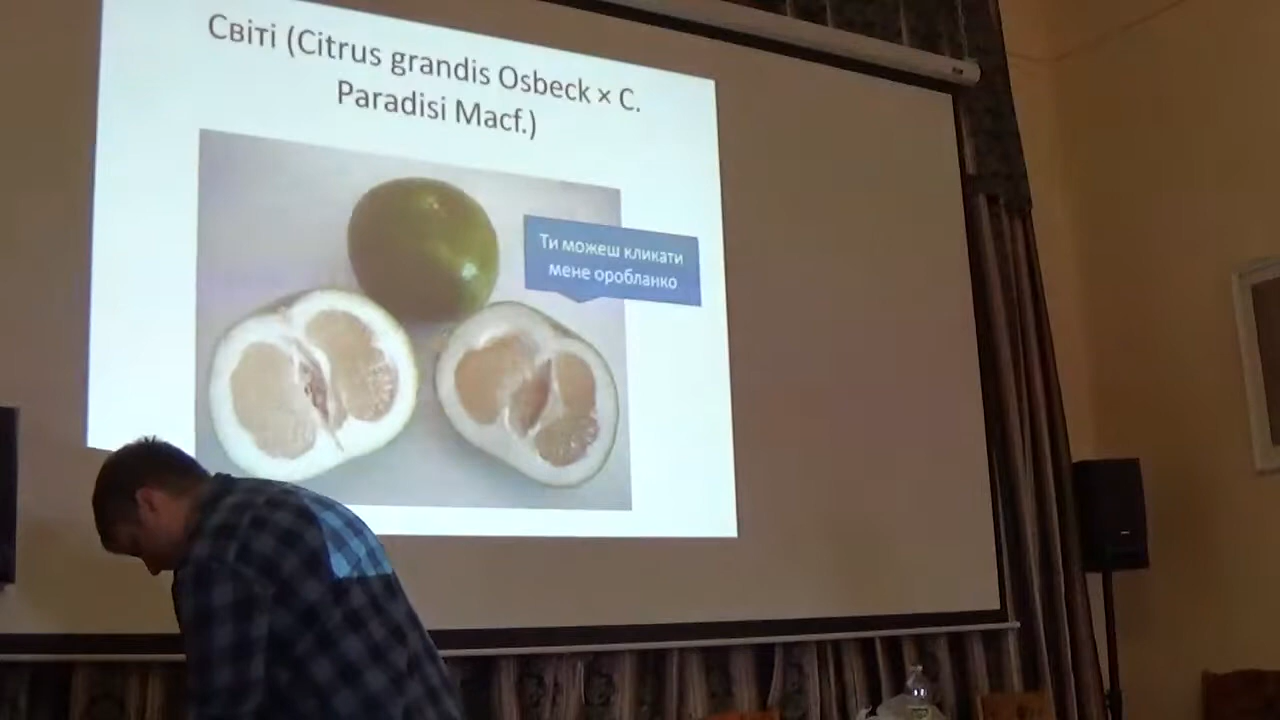 Світі (Citrus grandis Osbeck × C.
Paradisi Macf.)
Ти можеш кликати
мене оробланко